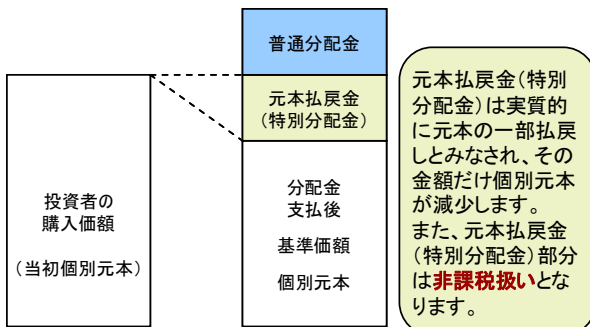 普通分配金
元本払戻金
（特別分配金）
投資者の
購入価額
（当初個別元本）
分配金
支払後
基準価額
個別元本
元本払戻金（特別
分配金）は実質的
に元本の一部払戻
しとみなされ、その
金額だけ個別元本
が減少します。
また、元本払戻金
（特別分配金）部分
は非課税扱いとな
ります。